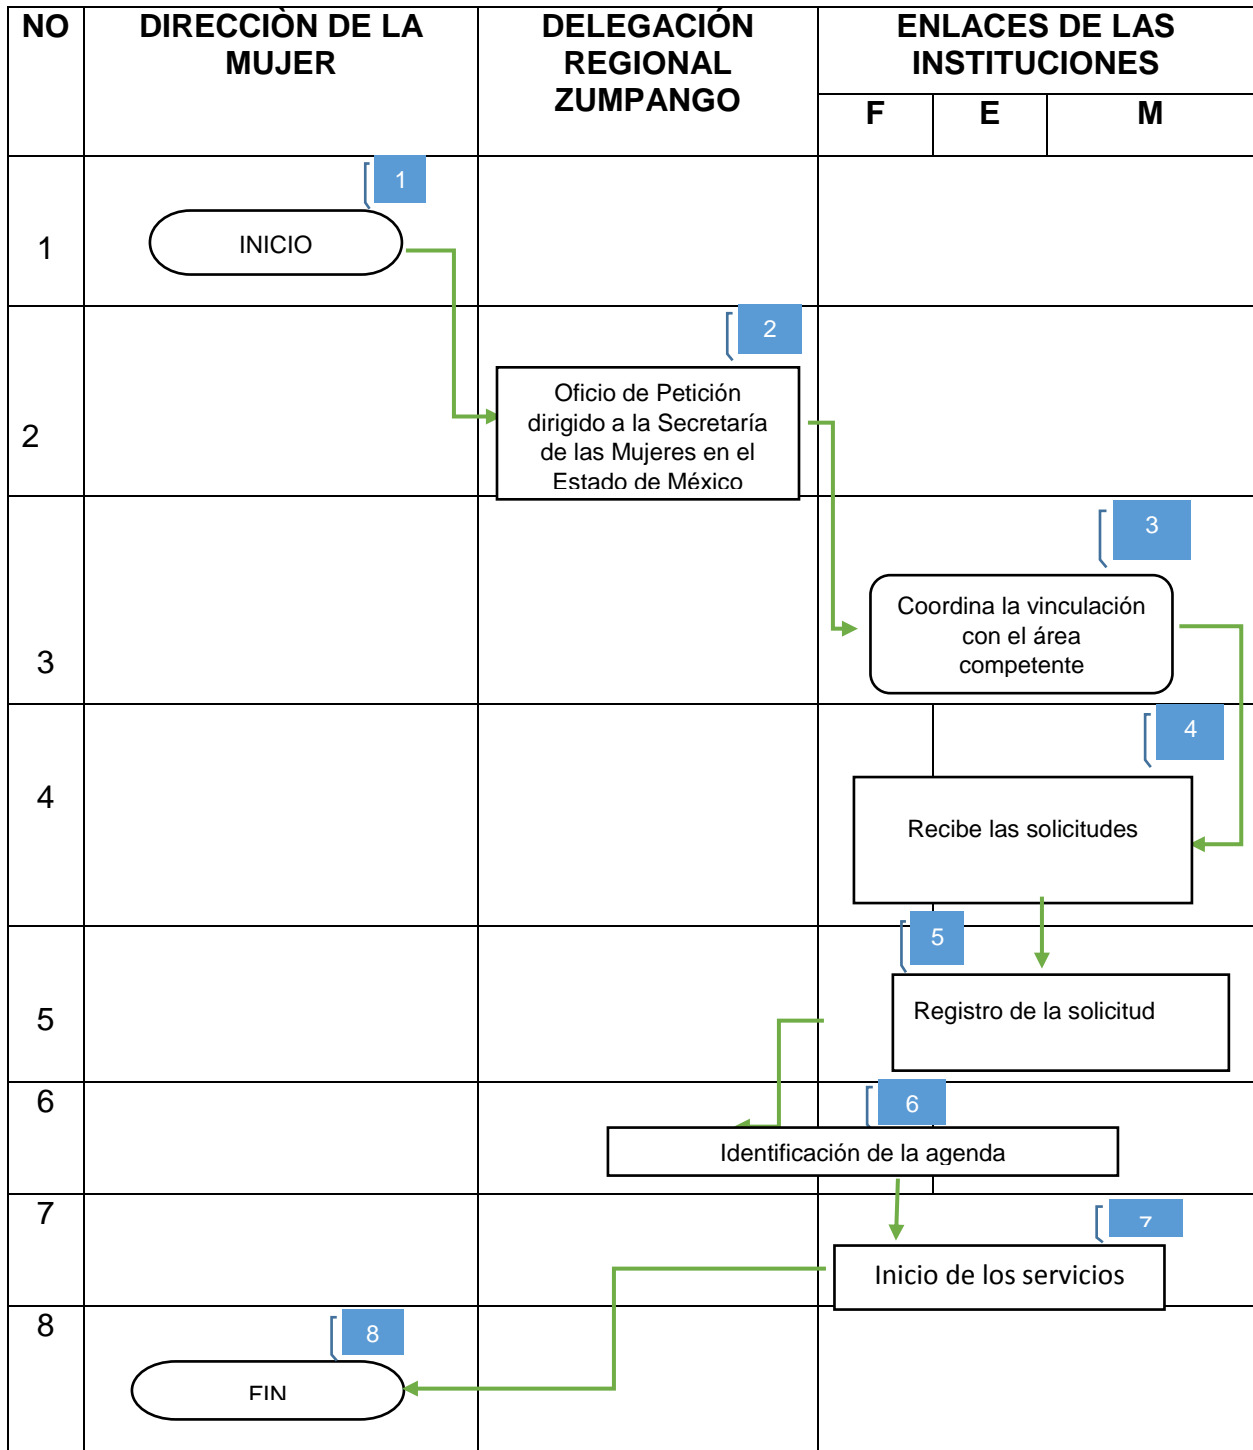 NO
DIRECCIÒN DE LA
MUJER
DELEGACIÓN
REGIONAL
ZUMPANGO
ENLACES DE LAS
INSTITUCIONES
F
E
M
1
1
INICIO
2
2
Oficio de Petición
dirigido a la Secretaría
de las Mujeres en el
Estado de México
3
3
Coordina la vinculación
con el área
competente
4
4
Recibe las solicitudes
5
5
Registro de la solicitud
6
6
Identificación de la agenda
7
7
Inicio de los servicios
8
8
FIN